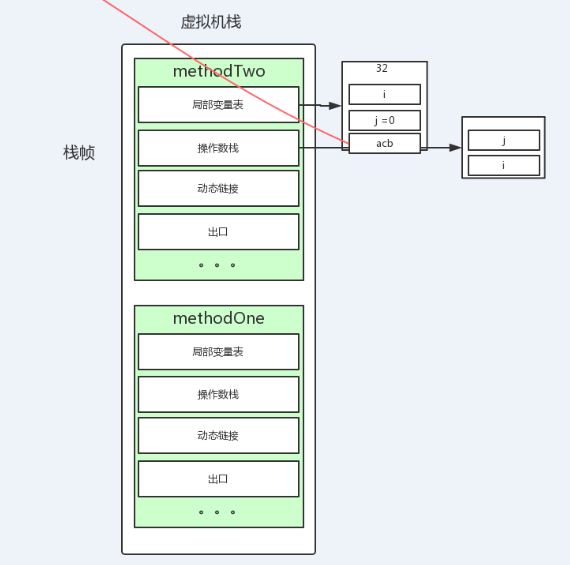 虚拟机栈
栈帧
methodTwo
局部变量表
操作数栈
动态链接
出口
。。。
32
i
j =0
acb
j
i
methodOne
局部变量表
操作数栈
动态链接
出口
。。。